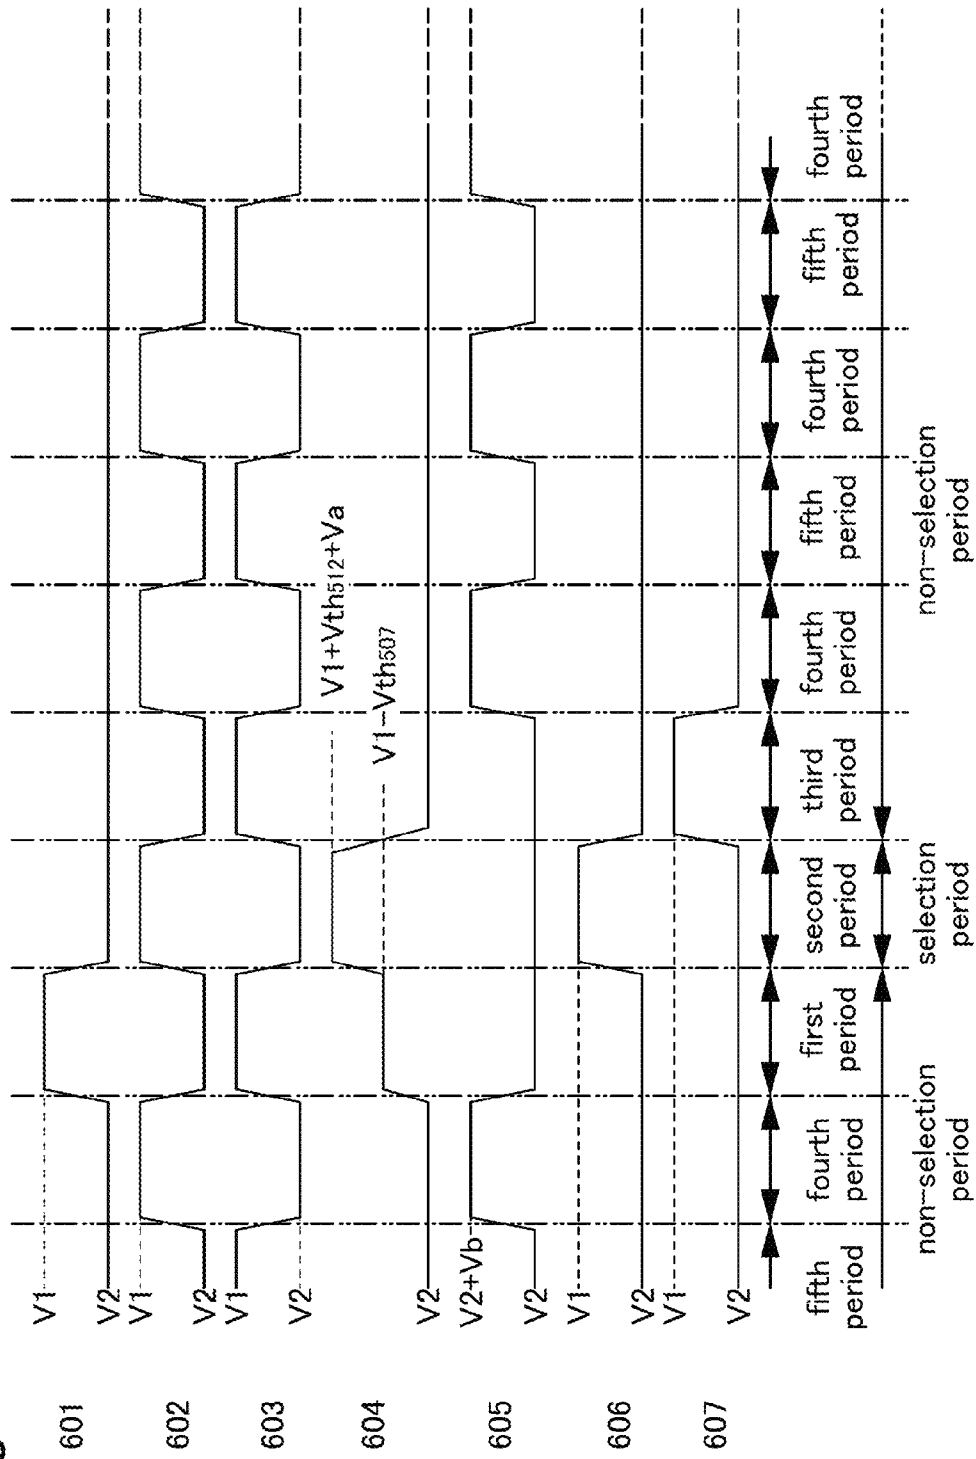 601
V1
V2
602
V1
V2
603
V1
V2
604
V1+Vth512+Va
V1-Vth507
V2
605
V2+Vb
V2
606
V1
V2
607
V1
V2
fifth
period
fourth
period
first
period
second
period
third
period
fourth
period
fifth
period
fourth
period
fifth
period
fourth
period
non-selection
period
selection
period
non-selection
period